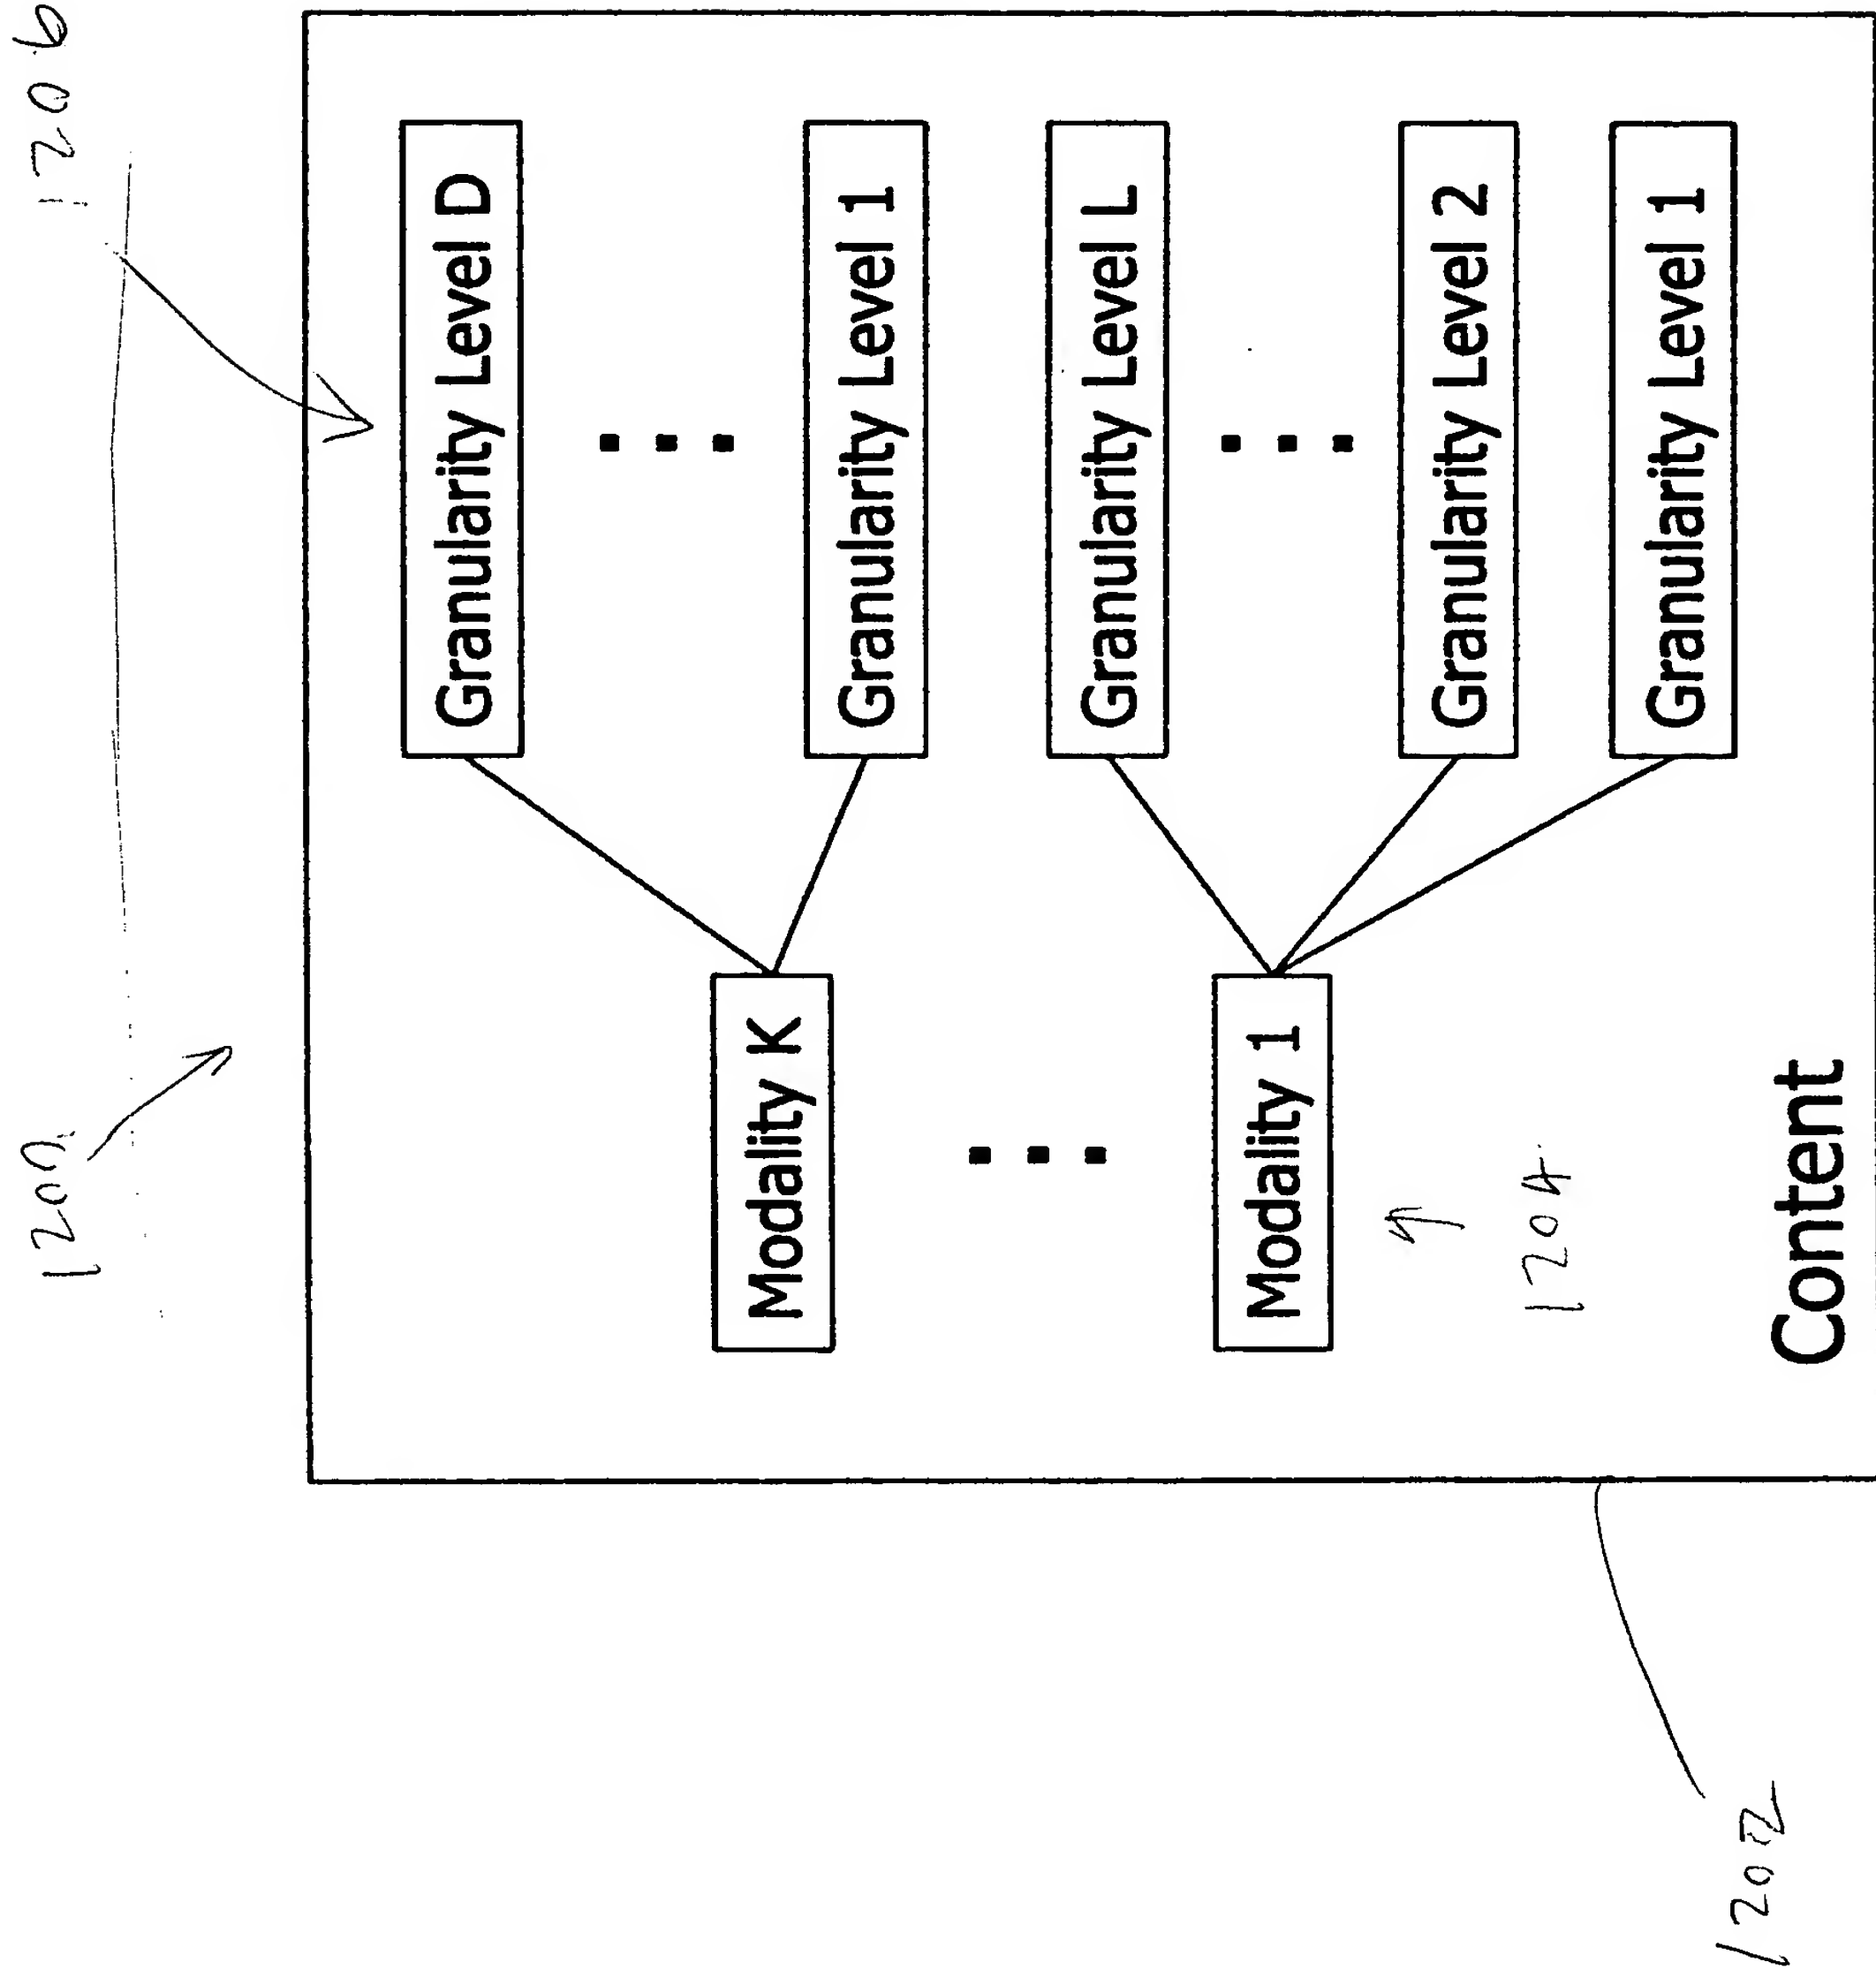 1200
1206
Granularity Level D
Modality K
Granularity Level 1
Granularity Level L
Modality 1
Granularity Level 2
1204
Granularity Level 1
1202
Content